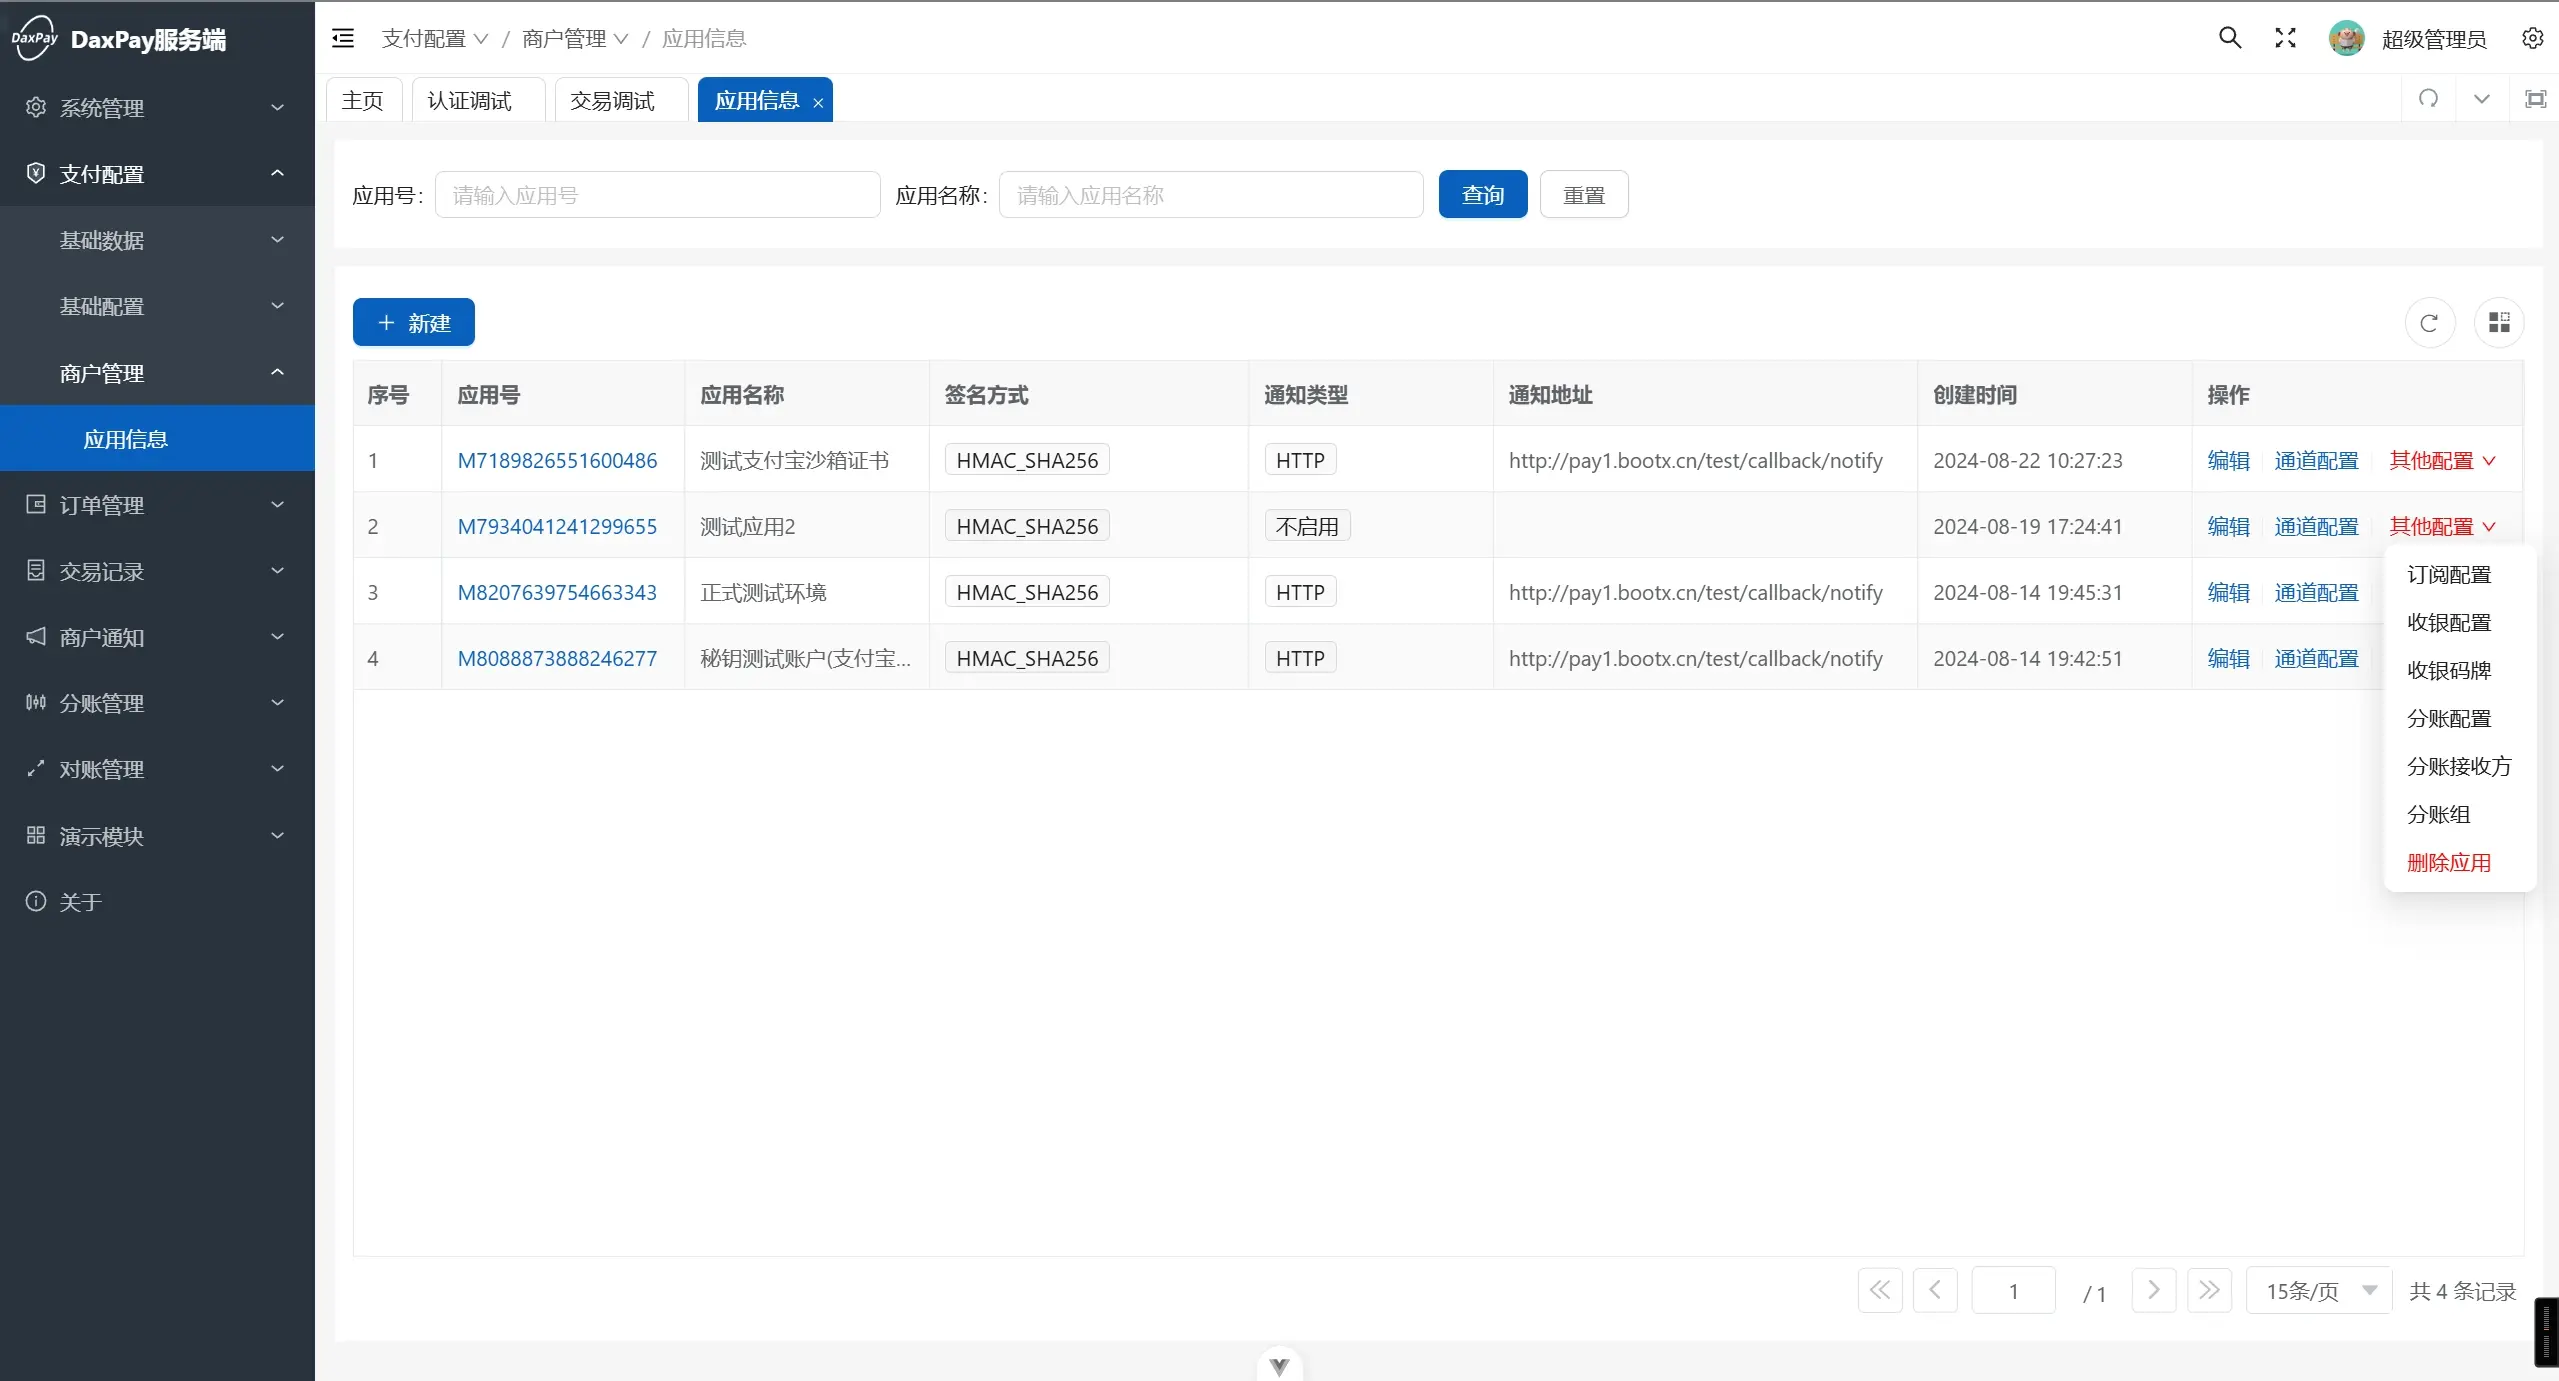 DaxPay DaxPay服务端
系统管理
支付配置
基础数据
基础配置
商户管理
应用信息
订单管理
交易记录
商户通知
分账管理
对账管理
演示模块
关于
支付配置 / 商户管理 / 应用信息
超级管理员
主页 认证调试 交易调试 应用信息 ×
应用号: 请输入应用号 应用名称: 请输入应用名称 查询 重置
+ 新建
序号 应用号 应用名称 签名方式 通知类型 通知地址 创建时间 操作
1 M7189826551600486 测试支付宝沙箱证书 HMAC_SHA256 HTTP http://pay1.bootx.cn/test/callback/notify 2024-08-22 10:27:23 编辑 通道配置 其他配置
2 M7934041241299655 测试应用2 HMAC_SHA256 不启用 2024-08-19 17:24:41 编辑 通道配置 其他配置
3 M8207639754663343 正式测试环境 HMAC_SHA256 HTTP http://pay1.bootx.cn/test/callback/notify 2024-08-14 19:45:31 编辑 通道配置
4 M8088873888246277 秘钥测试账户(支付宝... HMAC_SHA256 HTTP http://pay1.bootx.cn/test/callback/notify 2024-08-14 19:42:51 编辑 通道配置
订阅配置
收银配置
收银码牌
分账配置
分账接收方
分账组
删除应用
1 / 1 15条/页 共 4 条记录